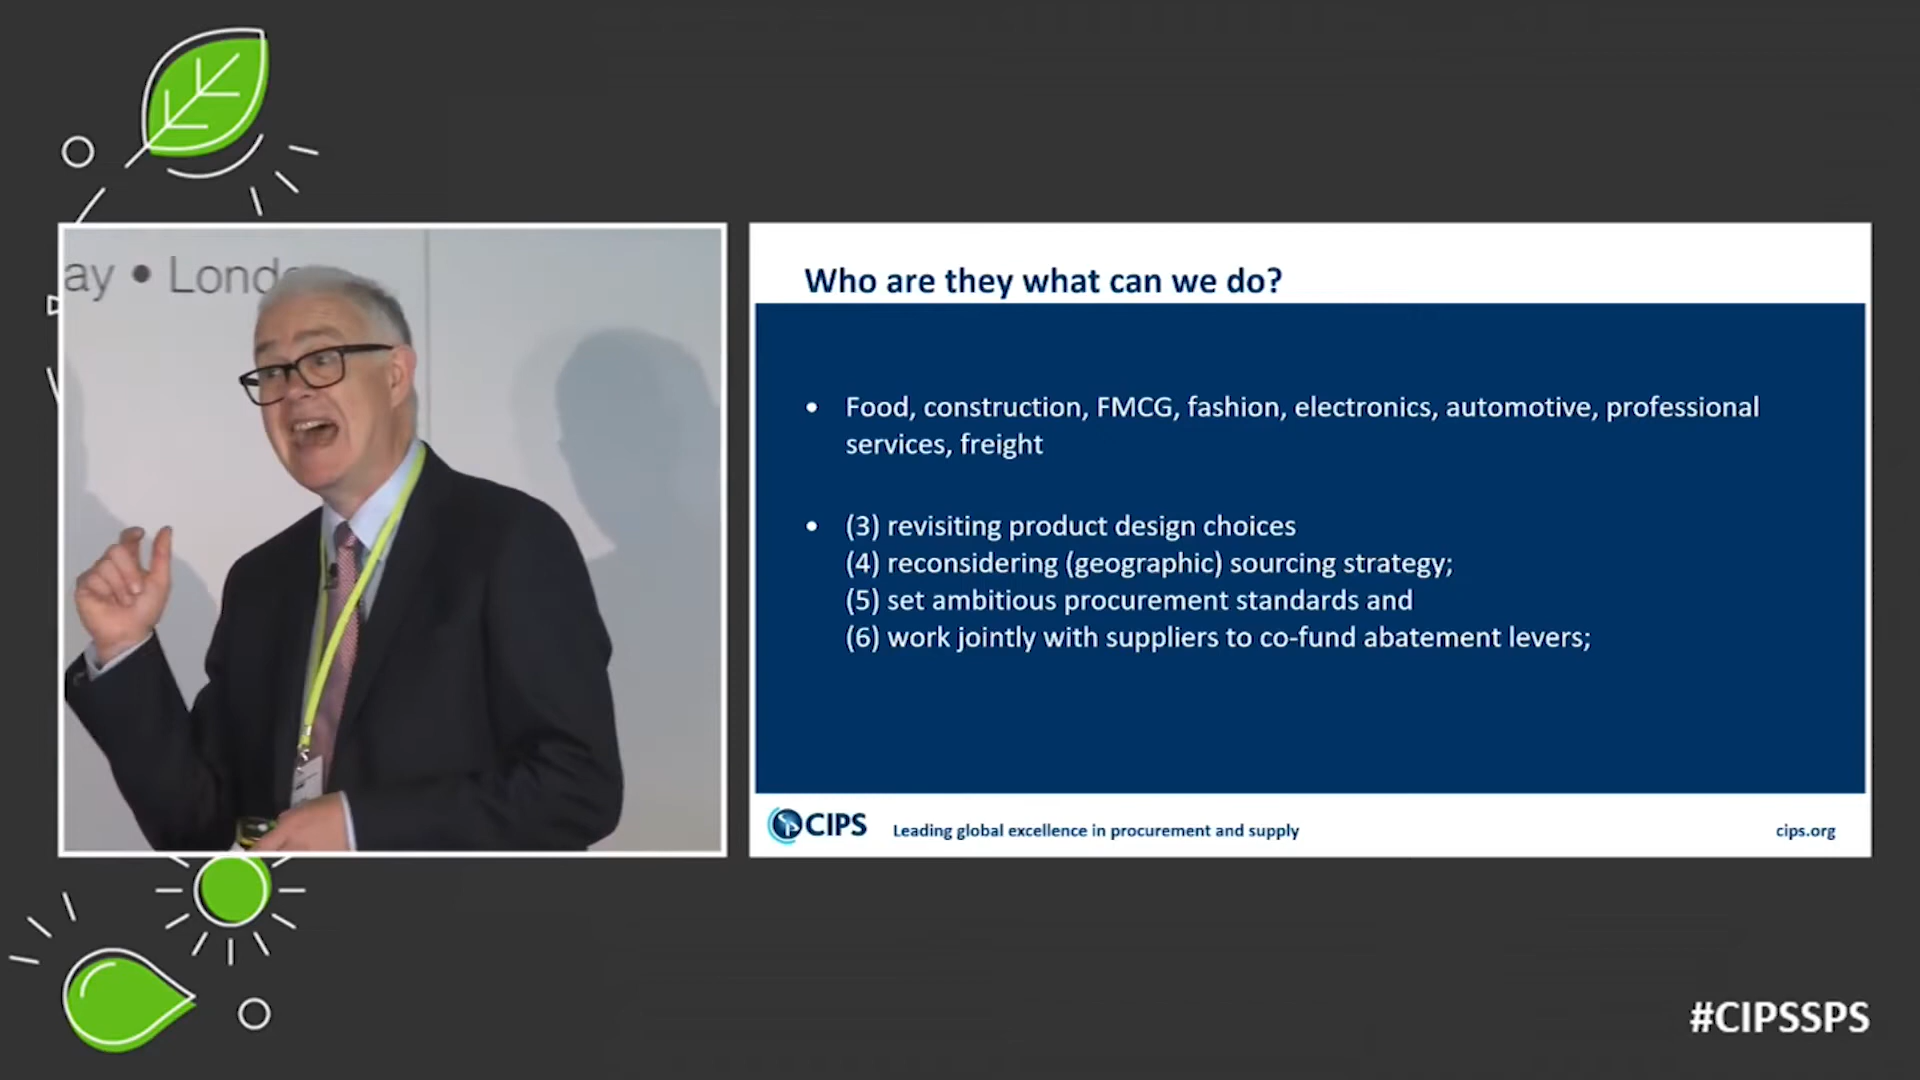 ay • Lond
Who are they what can we do?
• Food, construction, FMCG, fashion, electronics, automotive, professional
services, freight
• (3) revisiting product design choices
(4) reconsidering (geographic) sourcing strategy;
(5) set ambitious procurement standards and
(6) work jointly with suppliers to co-fund abatement levers;
CIPS Leading global excellence in procurement and supply cips.org
#CIPSSPS